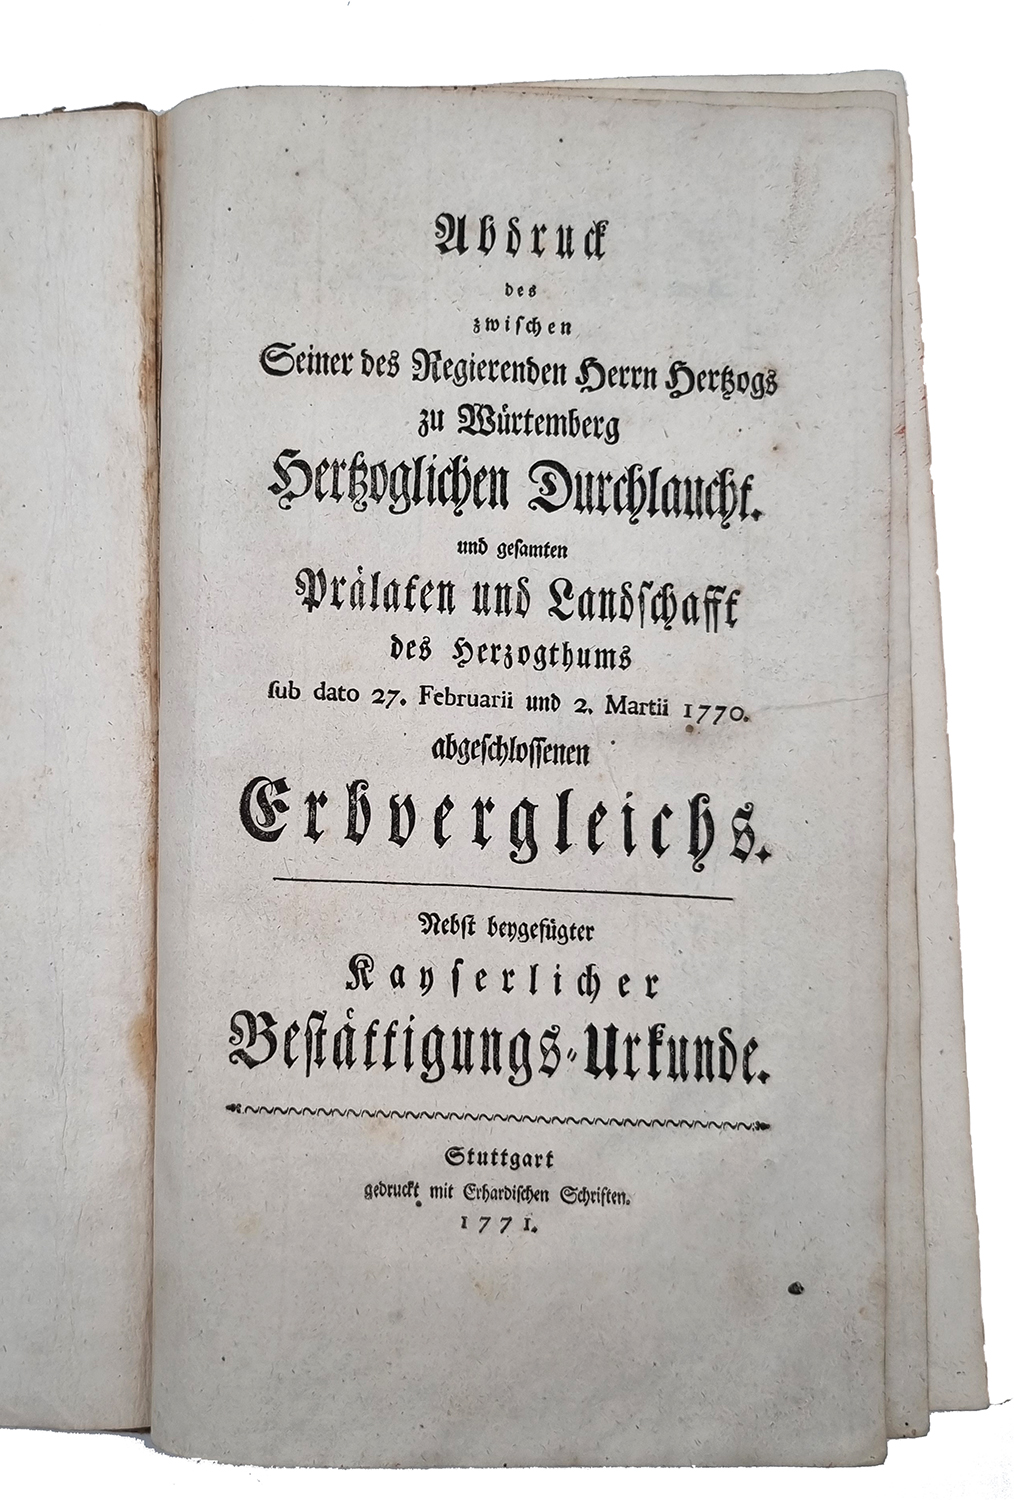 Abdruck
des
zwischen
Seiner des Regierenden Herrn Hertzogs
zu Würtemberg
Hertzoglichen Durchlaucht.
und gesamten
Prälaten und Landschafft
des Herzogthums
sub dato 27. Februarii und 2. Martii 1770.
abgeschlossenen
Erbvergleichs.
Nebst beygefügter
Kayserlicher
Bestättigungs-Urkunde.
Stuttgart
gedruckt mit Erhardischen Schriften.
1771.